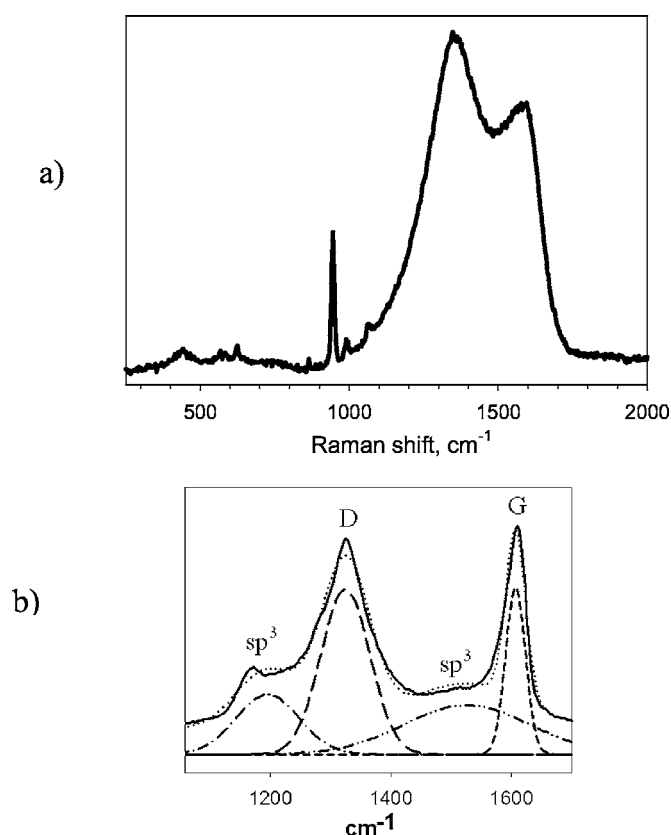 a)
500 1000 1500 2000
Raman shift, cm⁻¹
b)
D G
sp³ sp³
1200 1400 1600
cm⁻¹